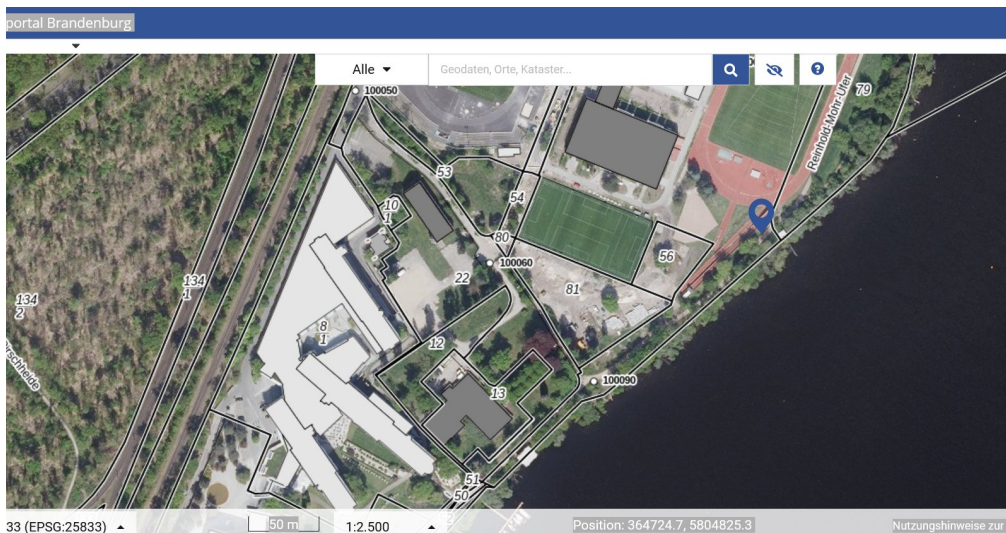 portal Brandenburg
Alle
Geodaten, Orte, Kataster...
100050
Reinhold-Mohr-Ufer
79
53
54
10
1
80
100060
56
22
81
134
1
134
2
8
1
12
13
100090
51
50
33 (EPSG:25833)
50 m
1:2.500
Position: 364724.7, 5804825.3
Nutzungshinweise zur